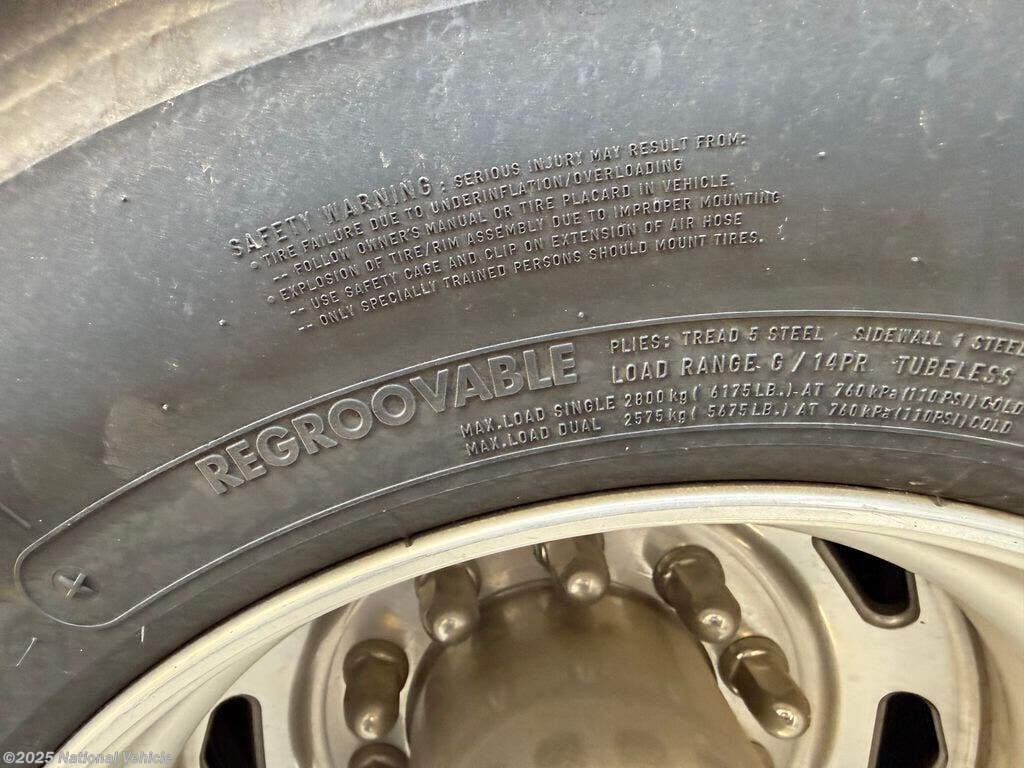 SAFETY WARNING : SERIOUS INJURY MAY RESULT FROM:
• TIRE FAILURE DUE TO UNDERINFLATION/OVERLOADING
-- FOLLOW OWNER'S MANUAL OR TIRE PLACARD IN VEHICLE.
• EXPLOSION OF TIRE/RIM ASSEMBLY DUE TO IMPROPER MOUNTING
-- USE SAFETY CAGE AND CLIP ON EXTENSION OF AIR HOSE
-- ONLY SPECIALLY TRAINED PERSONS SHOULD MOUNT TIRES.
REGROOVABLE
PLIES: TREAD 5 STEEL SIDEWALL 1 STEEL
LOAD RANGE G / 14PR. TUBELESS
MAX.LOAD SINGLE 2800 kg ( 6175 LB.) AT 760 kPa (110 PSI) COLD
MAX.LOAD DUAL 2575 kg ( 5675 LB.) AT 760 kPa (110PSI) COLD
©2025 National Vehicle